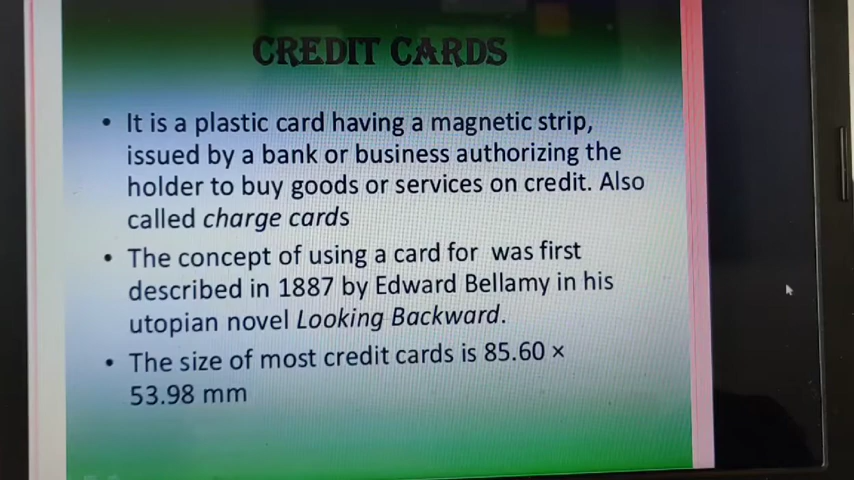 CREDIT CARDS
• It is a plastic card having a magnetic strip,
issued by a bank or business authorizing the
holder to buy goods or services on credit. Also
called charge cards
• The concept of using a card for was first
described in 1887 by Edward Bellamy in his
utopian novel Looking Backward.
• The size of most credit cards is 85.60 ×
53.98 mm